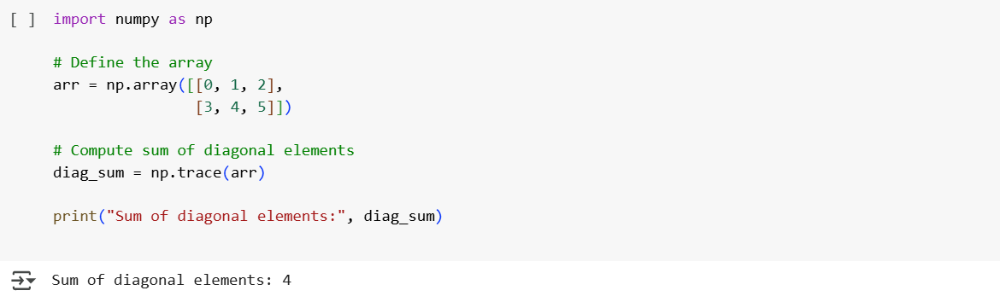 [ ] import numpy as np
# Define the array
arr = np.array([[0, 1, 2],
                [3, 4, 5]])
# Compute sum of diagonal elements
diag_sum = np.trace(arr)
print("Sum of diagonal elements:", diag_sum)
Sum of diagonal elements: 4